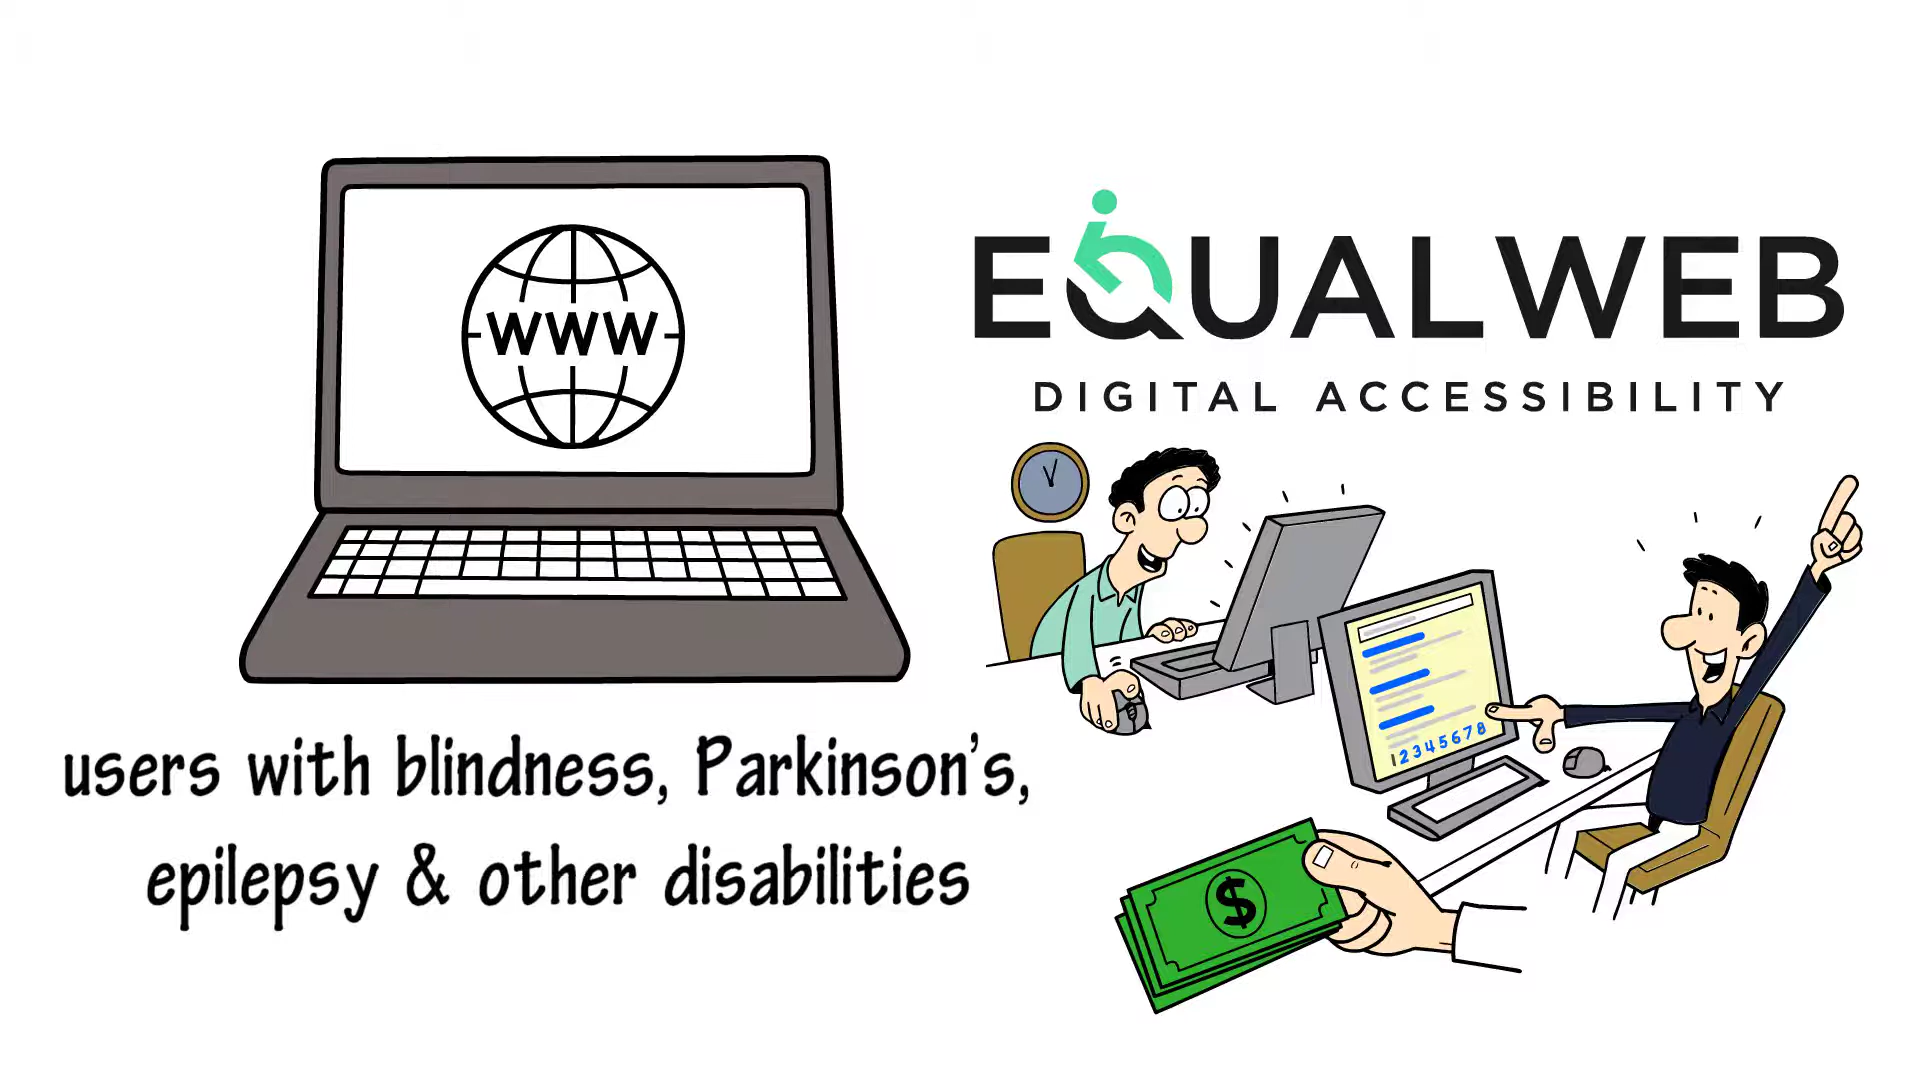 WWW
users with blindness, Parkinson's,
epilepsy & other disabilities
EQUALWEB
DIGITAL ACCESSIBILITY
12345678
$